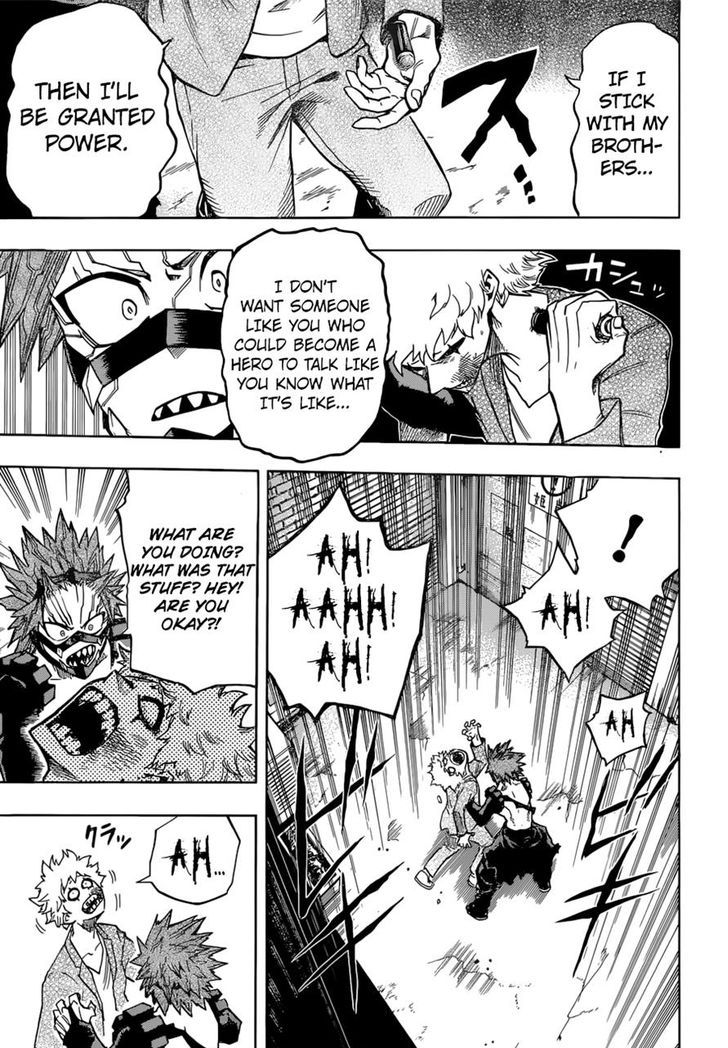 IF I
STICK
WITH MY
BROTH-
ERS...
THEN I'LL
BE GRANTED
POWER.
ス
カシュッ
I DON'T
WANT SOMEONE
LIKE YOU WHO
COULD BECOME A
HERO TO TALK LIKE
YOU KNOW WHAT
IT'S LIKE...
!
AH!
AH
AH!
AAHH!
AH!
WHAT ARE
YOU DOING?
WHAT WAS THAT
STUFF? HEY!
ARE YOU
OKAY?!
AH...
クラッ